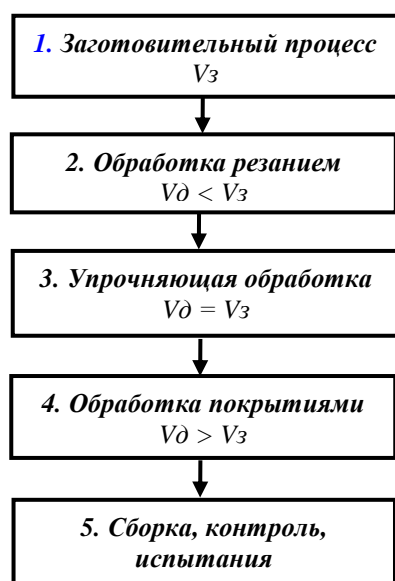 1. Заготовительный процесс
Vз
2. Обработка резанием
Vд < Vз
3. Упрочняющая обработка
Vд = Vз
4. Обработка покрытиями
Vд > Vз
5. Сборка, контроль,
испытания